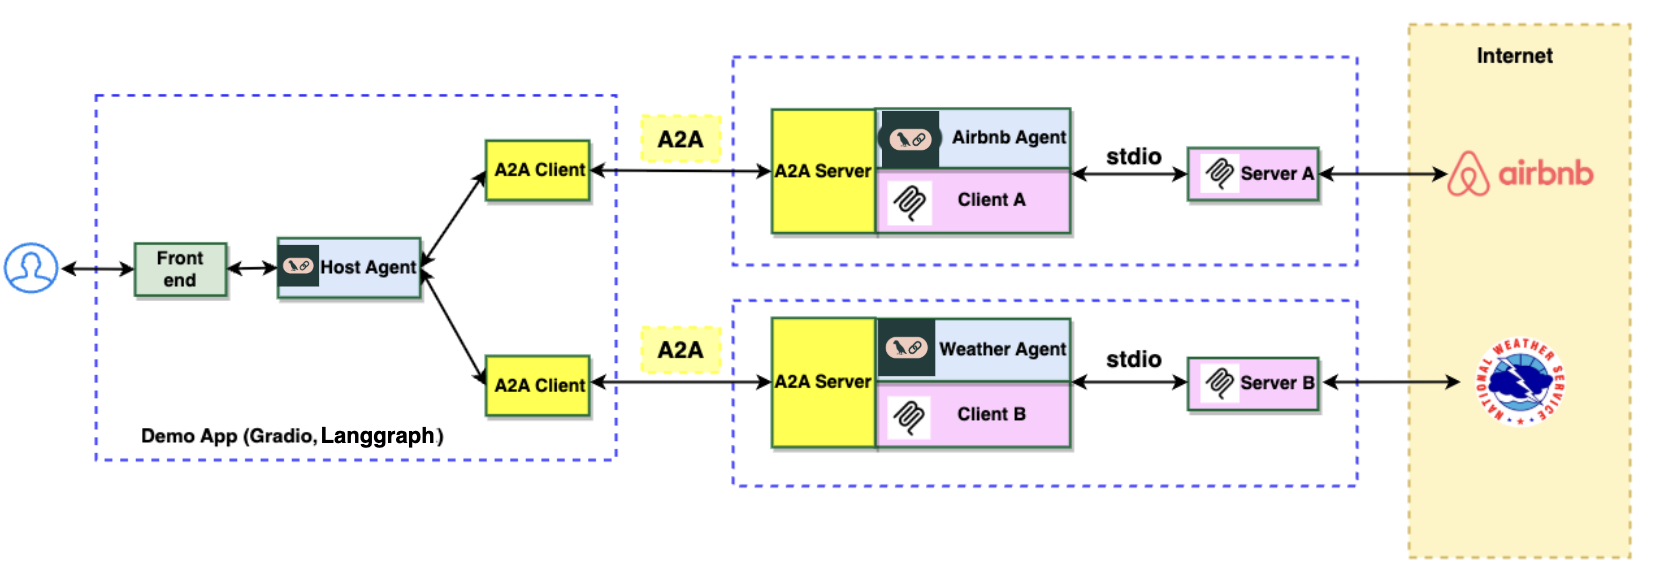 Internet
A2A
Airbnb Agent
stdio
A2A Client
A2A Server
Server A
airbnb
Client A
Front
end
Host Agent
A2A
Weather Agent
stdio
A2A Client
A2A Server
Server B
NATIONAL WEATHER SERVICE
Client B
Demo App (Gradio, Langgraph)